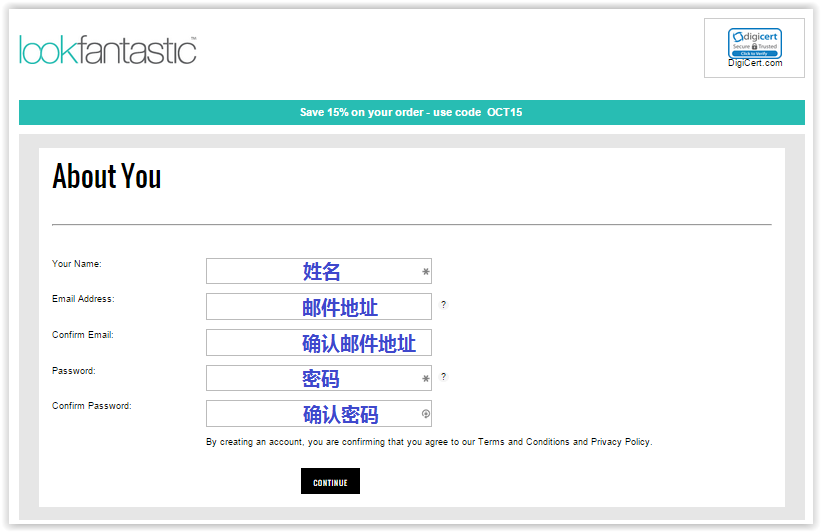 lookfantastic™
digicert
Secure Trusted
Click to Verify
DigiCert.com
Save 15% on your order - use code OCT15
About You
Your Name:
姓名
*
Email Address:
邮件地址
?
Confirm Email:
确认邮件地址
Password:
密码
*
?
Confirm Password:
确认密码
By creating an account, you are confirming that you agree to our Terms and Conditions and Privacy Policy.
CONTINUE